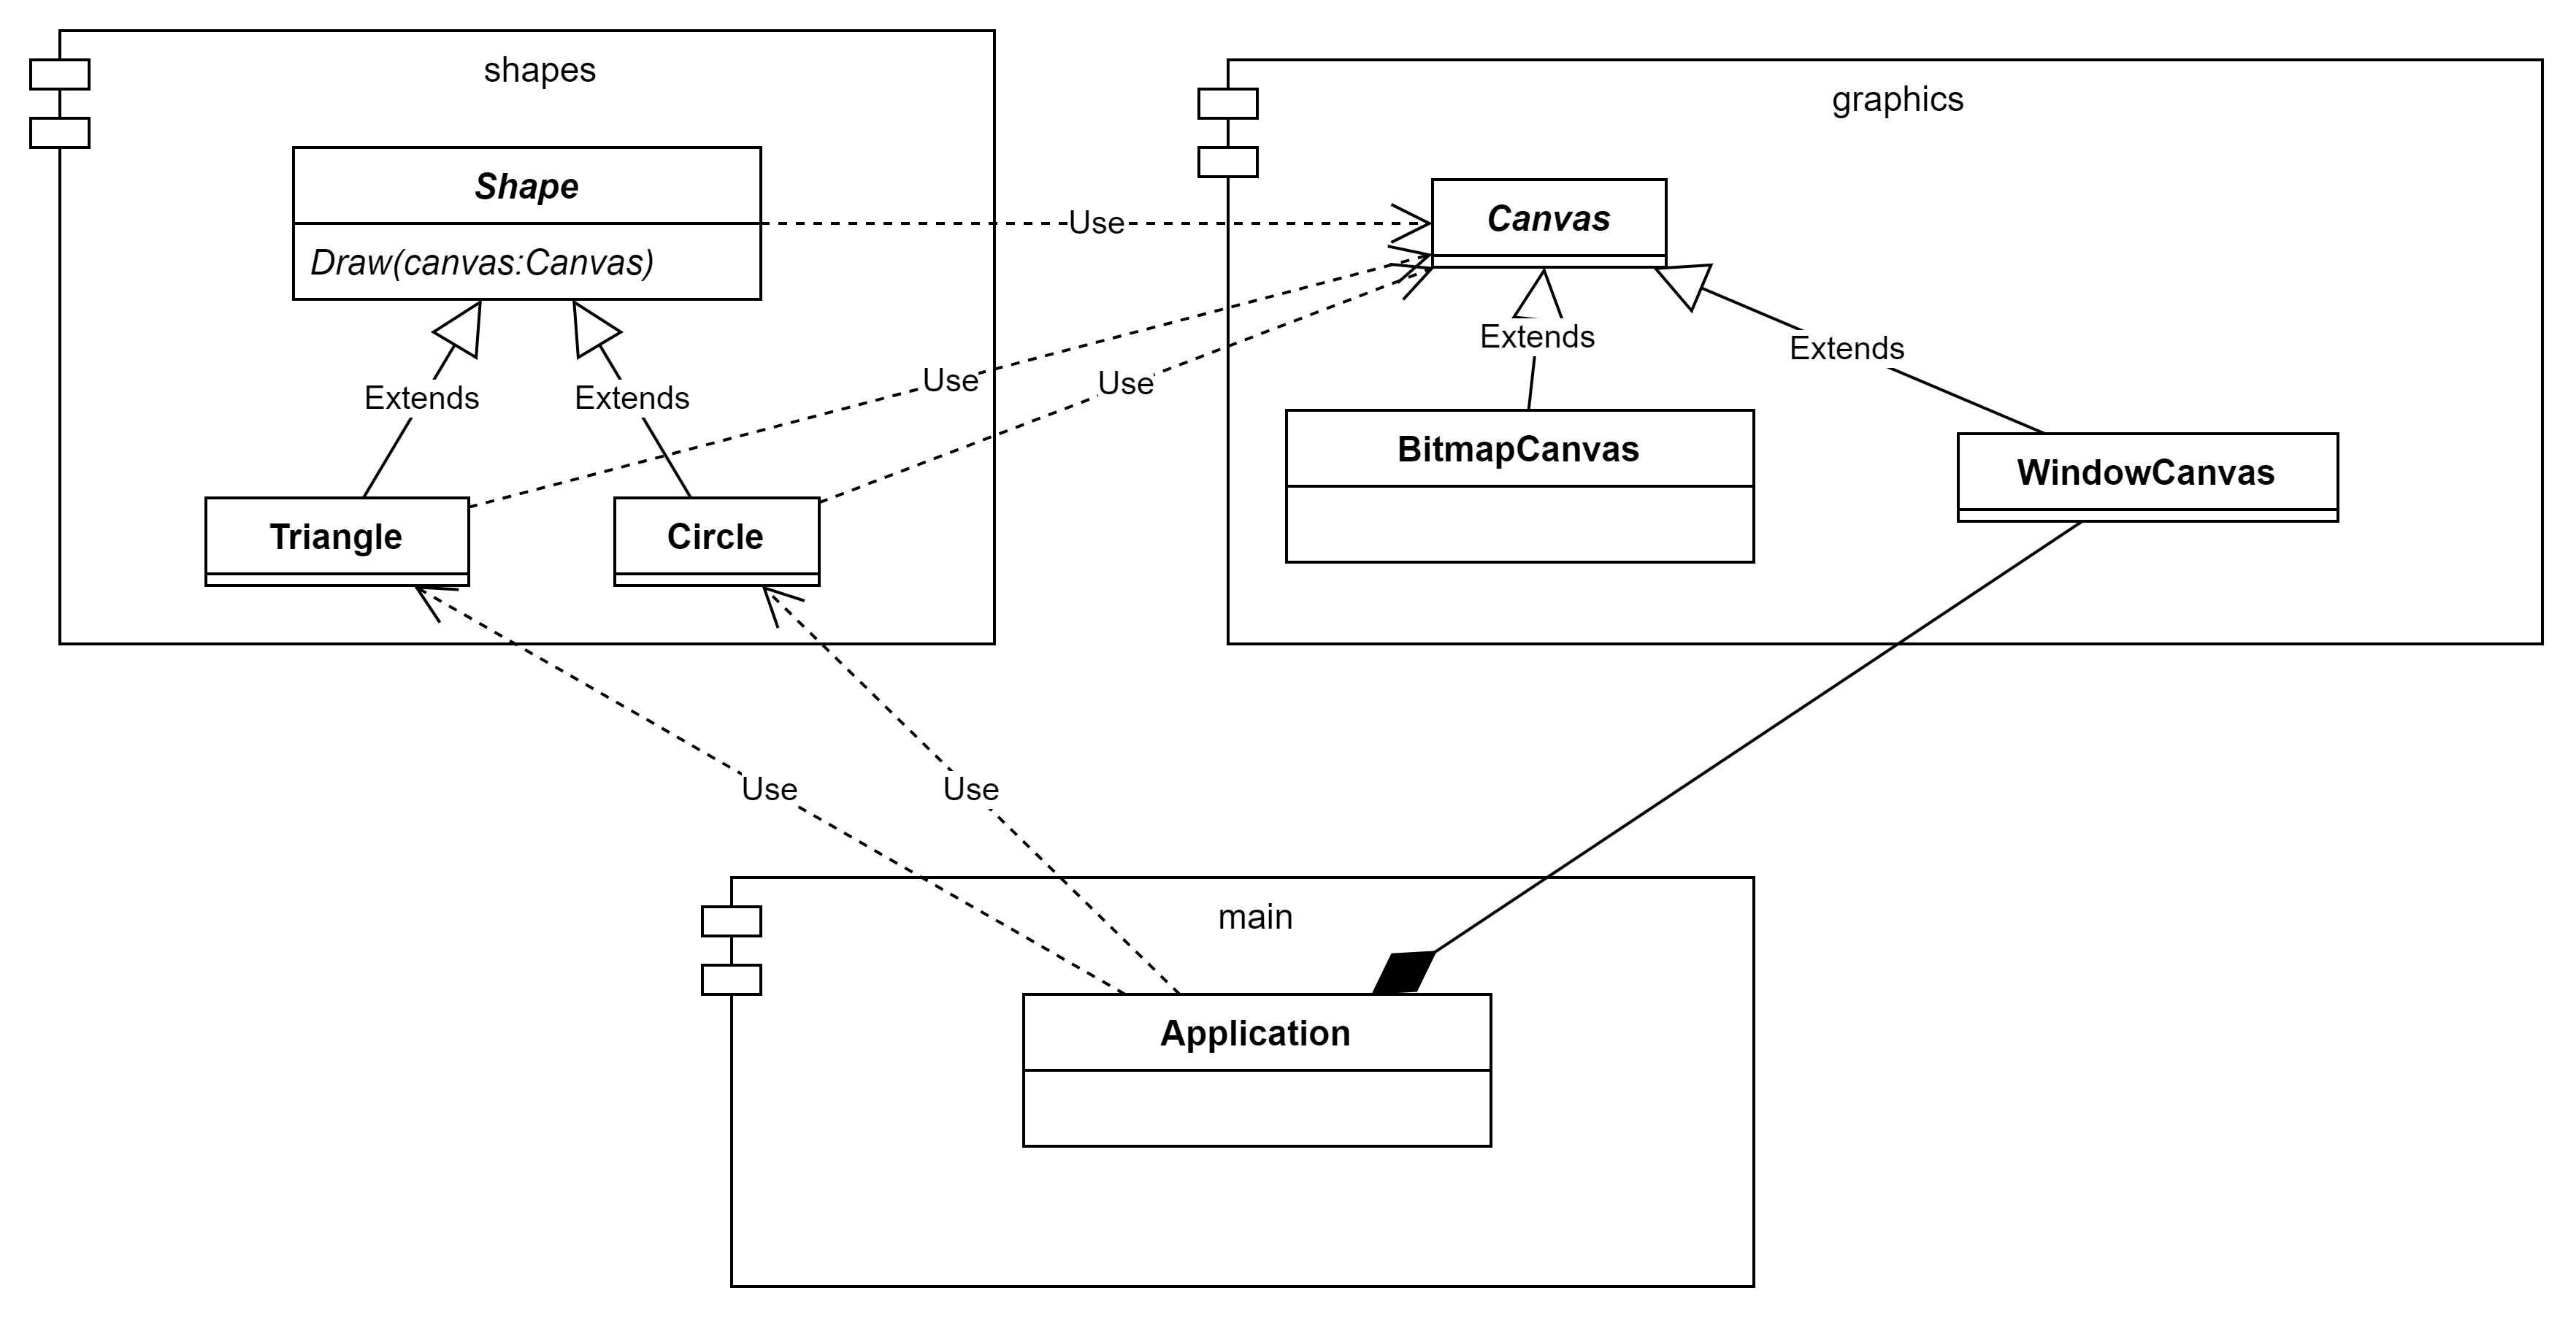 shapes
Shape
Draw(canvas:Canvas)
Extends
Extends
Triangle
Circle
Use
Use
Use
graphics
Canvas
Extends
Extends
BitmapCanvas
WindowCanvas
Use
Use
main
Application